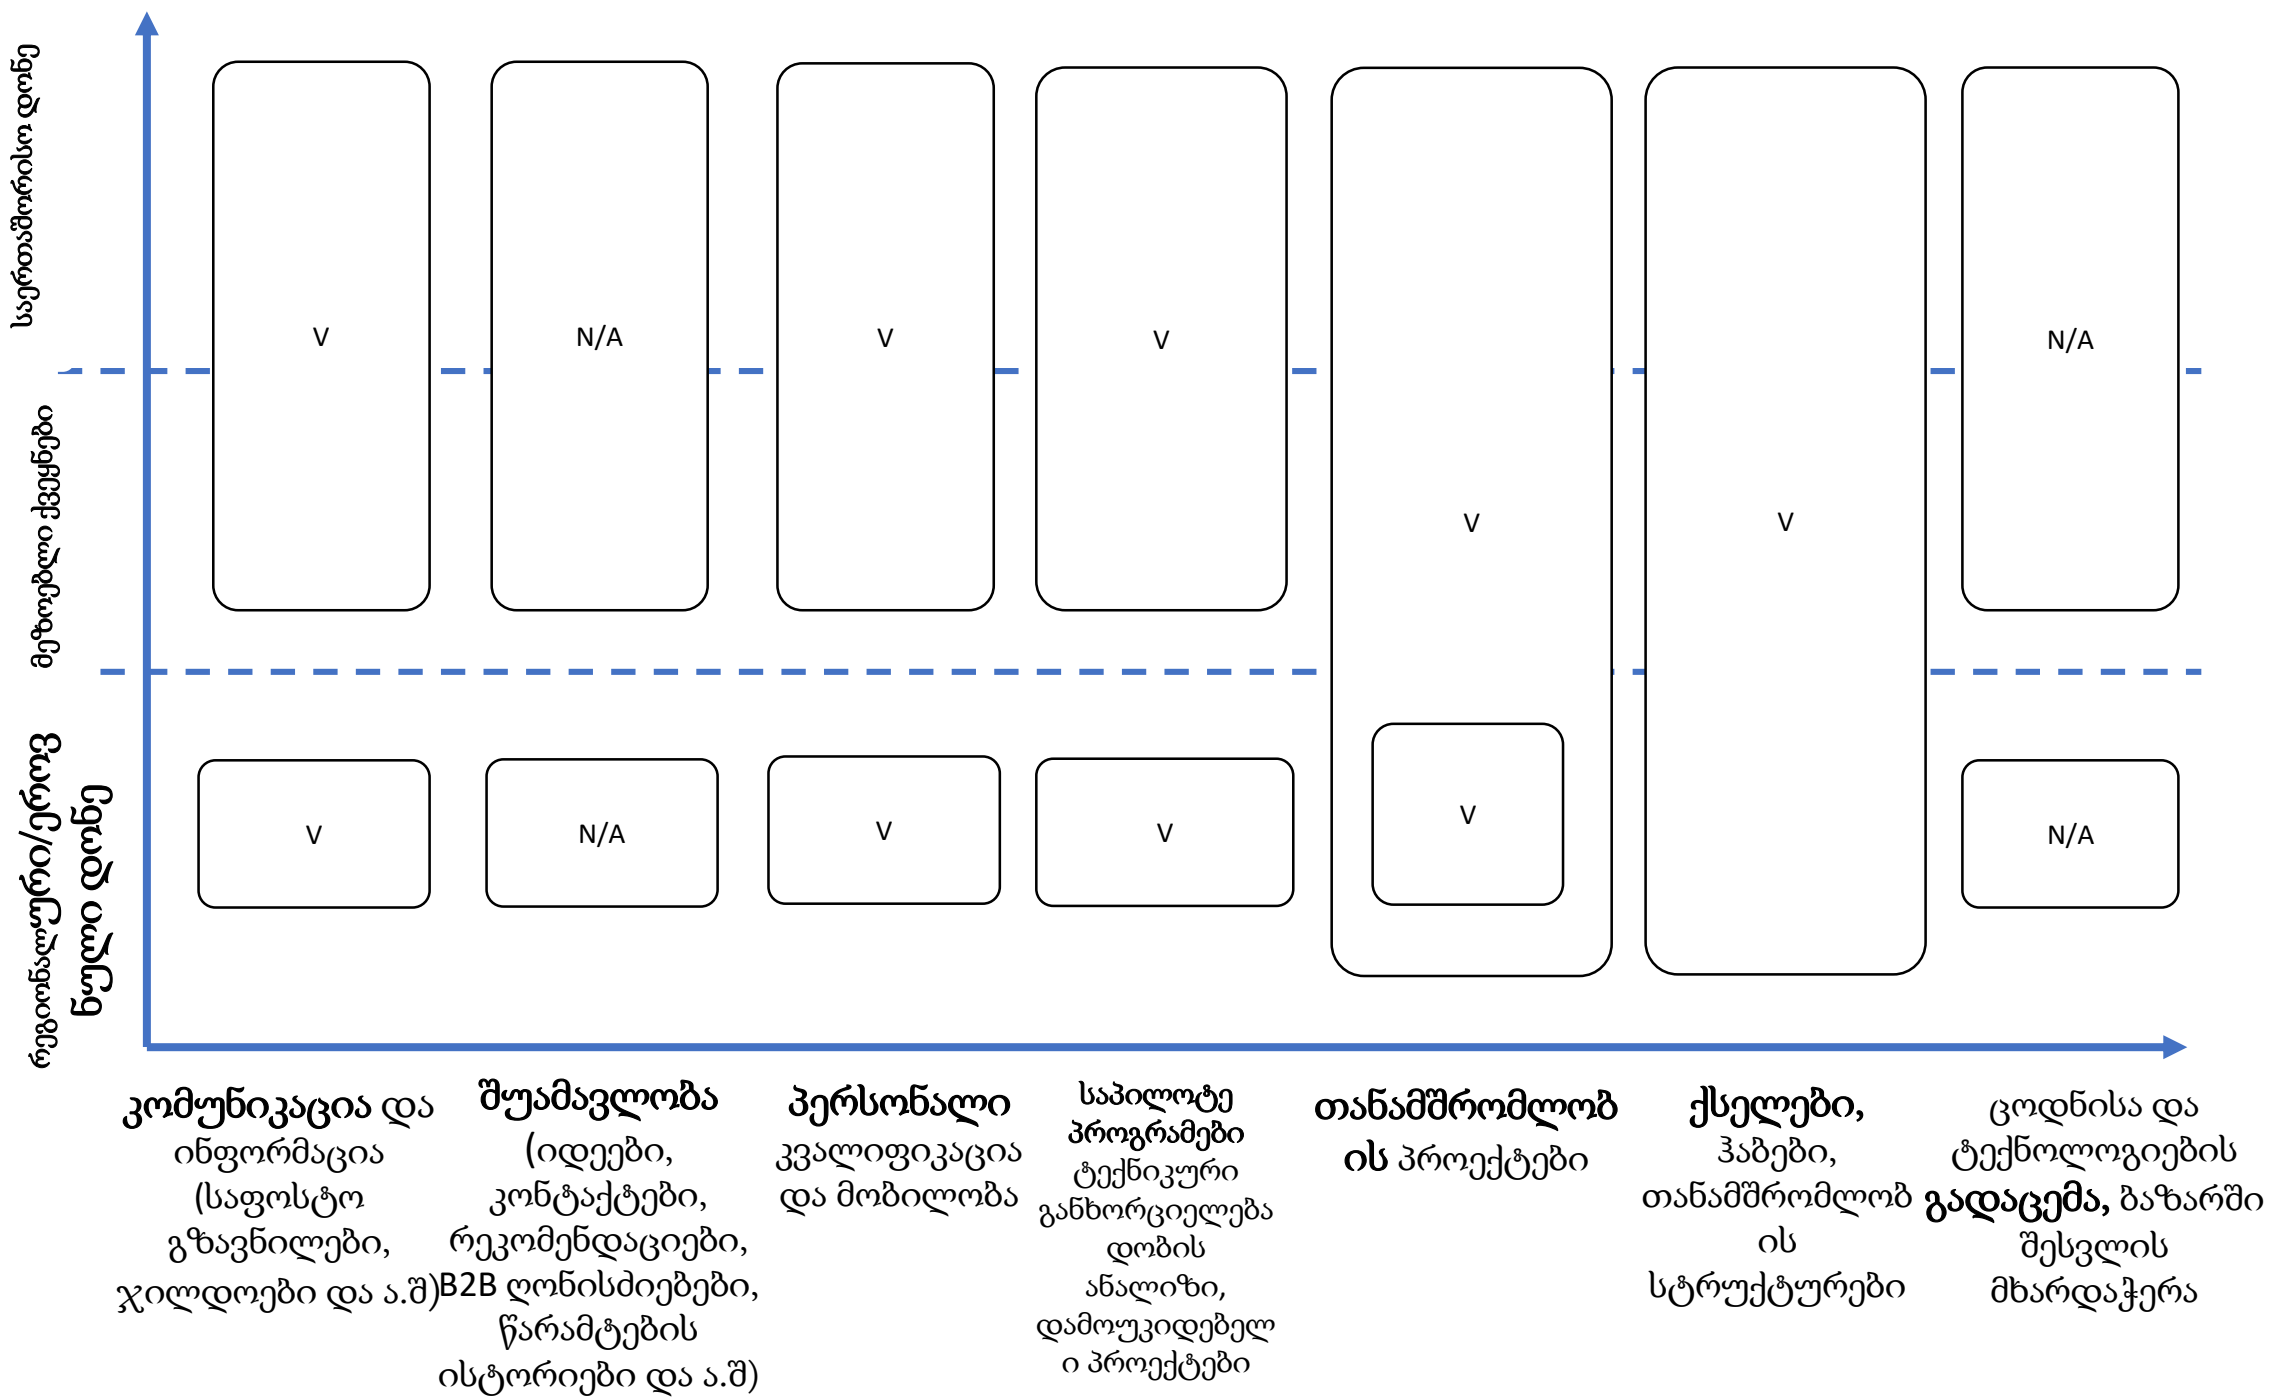 საერთაშორისო დონე
V
N/A
V
V
N/A
მეზობელი ქვეყნები
V
V
რეგიონალური/ეროვ
ნული დონე
V
N/A
V
V
V
N/A
კომუნიკაცია და
ინფორმაცია
(საფოსტო
გზავნილები,
ჯილდოები და ა.შ)
შუამავლობა
(იდეები,
კონტაქტები,
რეკომენდაციები,
B2B ღონისძიებები,
წარამტების
ისტორიები და ა.შ)
პერსონალი
კვალიფიკაცია
და მობილობა
საპილოტე
პროგრამები
ტექნიკური
განხორციელება
დობის
ანალიზი,
დამოუკიდებელ
ი პროექტები
თანამშრომლობ
ის პროექტები
ქსელები,
ჰაბები,
თანამშრომლობ
ის
სტრუქტურები
ცოდნისა და
ტექნოლოგიების
გადაცემა, ბაზარში
შესვლის
მხარდაჭერა